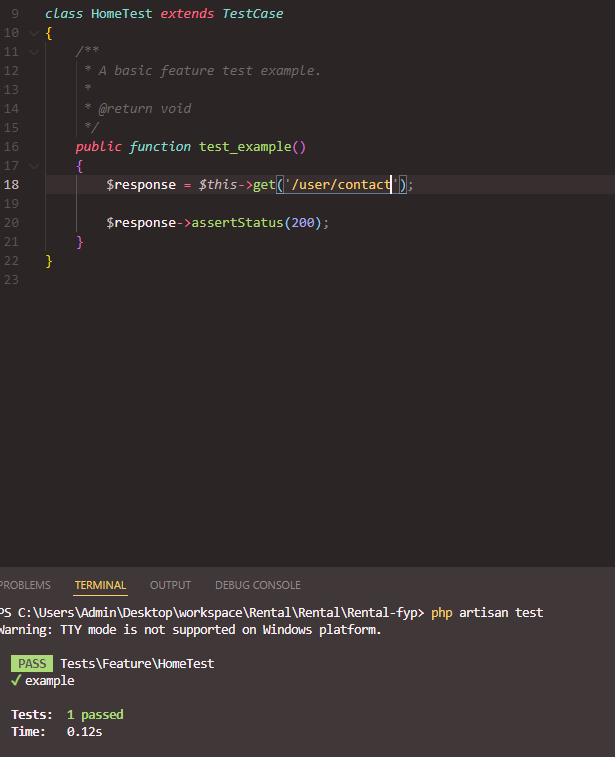 9 class HomeTest extends TestCase
10 {
11 /**
12 * A basic feature test example.
13 *
14 * @return void
15 */
16 public function test_example()
17 {
18 $response = $this->get('/user/contact');
19
20 $response->assertStatus(200);
21 }
22 }
23
PROBLEMS TERMINAL OUTPUT DEBUG CONSOLE
PS C:\Users\Admin\Desktop\workspace\Rental\Rental\Rental-fyp> php artisan test
Warning: TTY mode is not supported on Windows platform.
PASS Tests\Feature\HomeTest
✓ example
Tests: 1 passed
Time: 0.12s